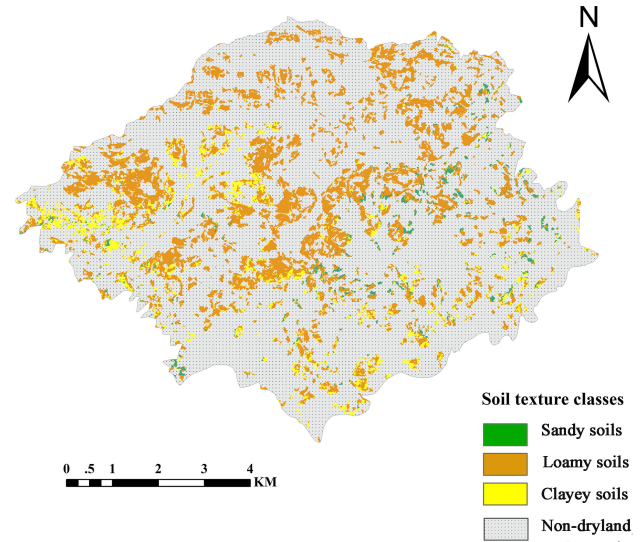 N
Soil texture classes
Sandy soils
Loamy soils
Clayey soils
Non-dryland
0 .5 1 2 3 4
KM